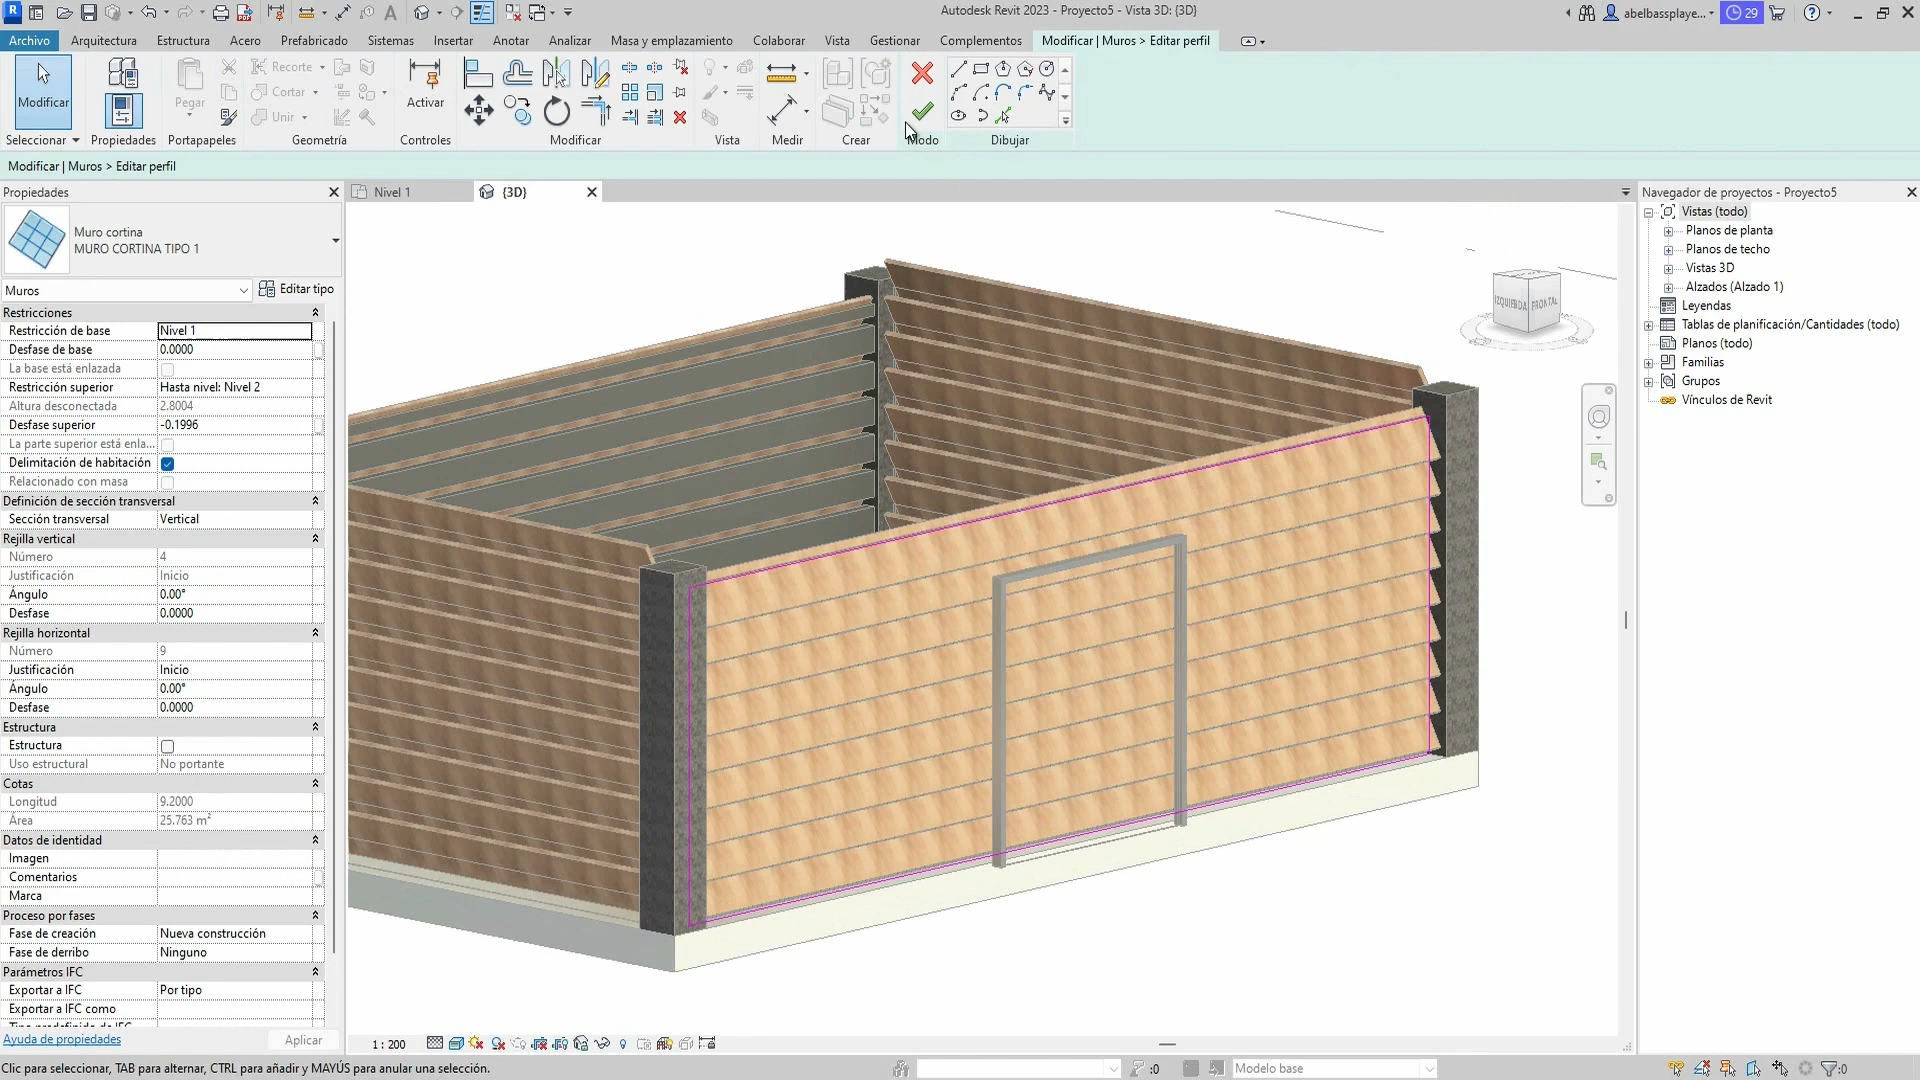 Autodesk Revit 2023 - Proyecto5 - Vista 3D: {3D}
abelbassplaye...
29
Archivo
Arquitectura
Estructura
Acero
Prefabricado
Sistemas
Insertar
Anotar
Analizar
Masa y emplazamiento
Colaborar
Vista
Gestionar
Complementos
Modificar | Muros > Editar perfil
Modificar
Pegar
Recorte
Cortar
Unir
Activar
Seleccionar
Propiedades
Portapapeles
Geometría
Controles
Modificar
Vista
Medir
Crear
Modo
Dibujar
Modificar | Muros > Editar perfil
Propiedades
Muro cortina
MURO CORTINA TIPO 1
Muros
Editar tipo
Restricciones
Restricción de base Nivel 1
Desfase de base 0.0000
La base está enlazada
Restricción superior Hasta nivel: Nivel 2
Altura desconectada 2.8004
Desfase superior -0.1996
La parte superior está enla...
Delimitación de habitación
Relacionado con masa
Definición de sección transversal
Sección transversal Vertical
Rejilla vertical
Número 4
Justificación Inicio
Ángulo 0.00°
Desfase 0.0000
Rejilla horizontal
Número 9
Justificación Inicio
Ángulo 0.00°
Desfase 0.0000
Estructura
Estructura
Uso estructural No portante
Cotas
Longitud 9.2000
Área 25.763 m²
Datos de identidad
Imagen
Comentarios
Marca
Proceso por fases
Fase de creación Nueva construcción
Fase de derribo Ninguno
Parámetros IFC
Exportar a IFC Por tipo
Exportar a IFC como
Ayuda de propiedades
Aplicar
Nivel 1
{3D}
IZQUIERDA
FRONTAL
1 : 200
Navegador de proyectos - Proyecto5
Vistas (todo)
Planos de planta
Planos de techo
Vistas 3D
Alzados (Alzado 1)
Leyendas
Tablas de planificación/Cantidades (todo)
Planos (todo)
Familias
Grupos
Vínculos de Revit
Clic para seleccionar, TAB para alternar, CTRL para añadir y MAYÚS para anular una selección.
:0
Modelo base
:0